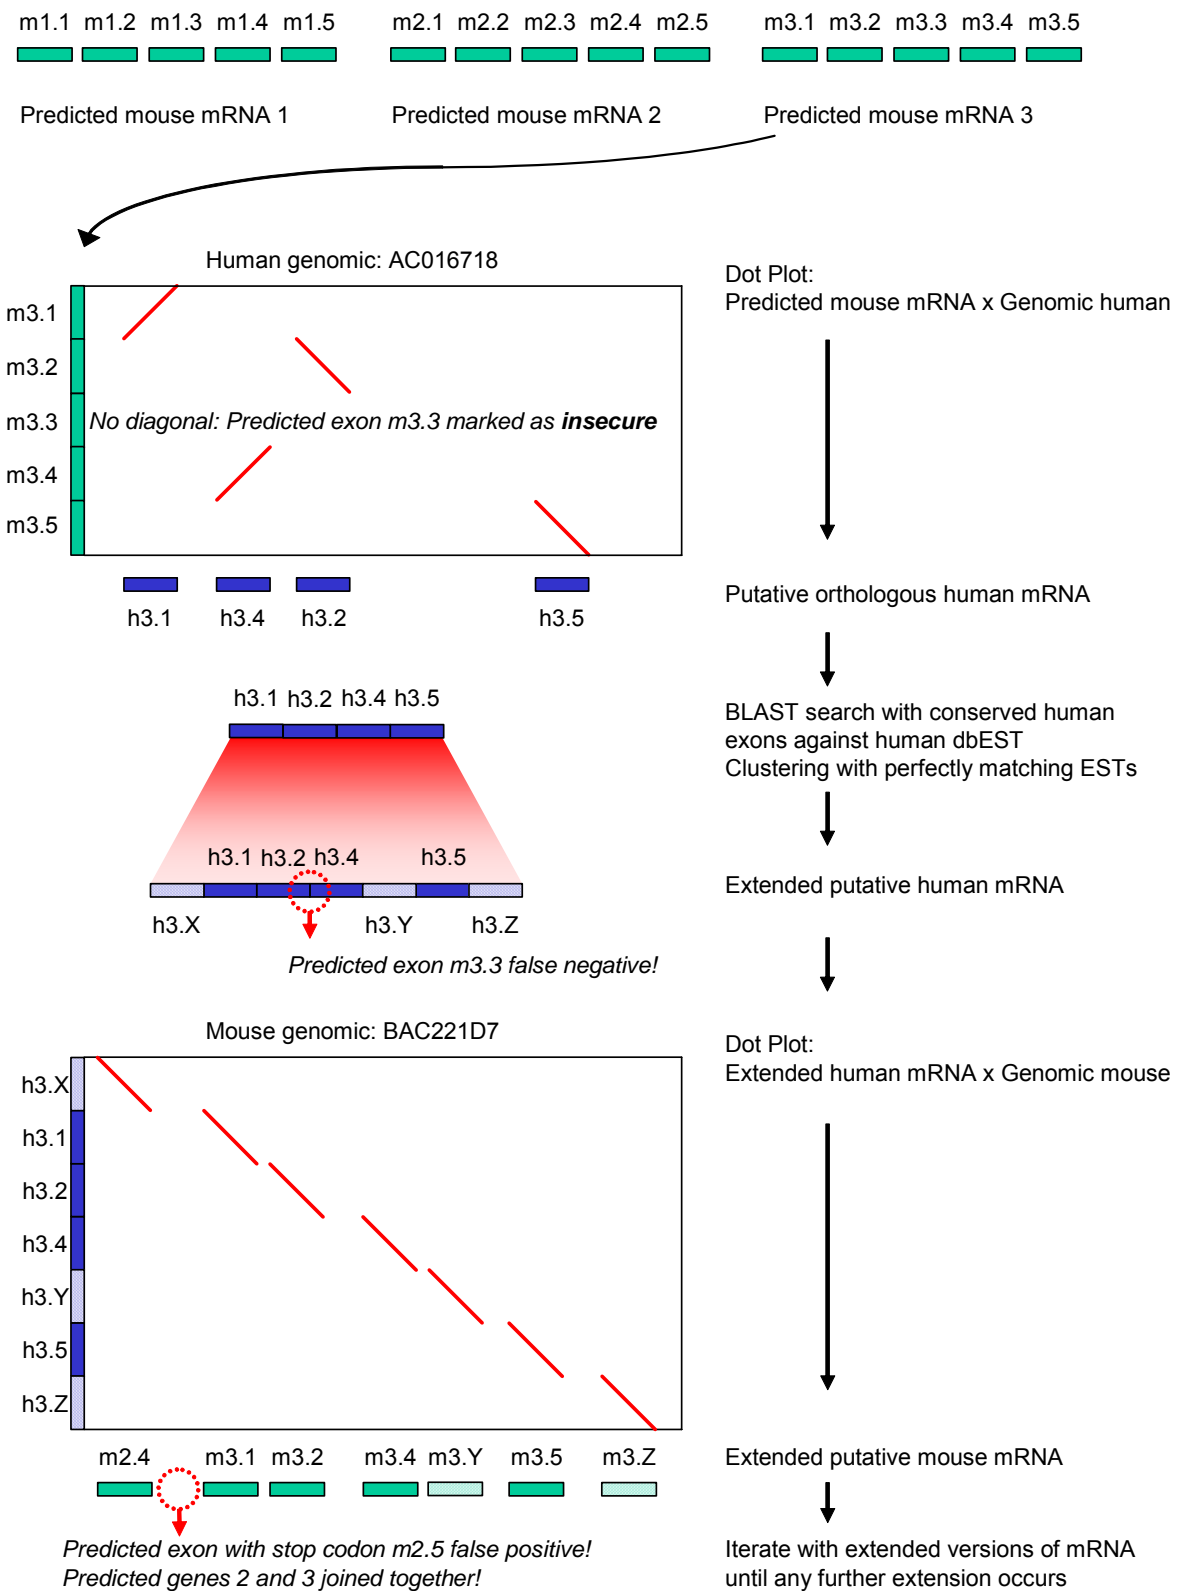 m1.1 m1.2 m1.3 m1.4 m1.5 m2.1 m2.2 m2.3 m2.4 m2.5 m3.1 m3.2 m3.3 m3.4 m3.5
Predicted mouse mRNA 1 Predicted mouse mRNA 2 Predicted mouse mRNA 3
Human genomic: AC016718
m3.1
m3.2
m3.3
m3.4
m3.5
No diagonal: Predicted exon m3.3 marked as insecure
h3.1 h3.4 h3.2 h3.5
Dot Plot:
Predicted mouse mRNA x Genomic human
Putative orthologous human mRNA
h3.1 h3.2 h3.4 h3.5
h3.1 h3.2 h3.4 h3.5
h3.X h3.Y h3.Z
Predicted exon m3.3 false negative!
BLAST search with conserved human
exons against human dbEST
Clustering with perfectly matching ESTs
Extended putative human mRNA
Mouse genomic: BAC221D7
h3.X
h3.1
h3.2
h3.4
h3.Y
h3.5
h3.Z
Dot Plot:
Extended human mRNA x Genomic mouse
m2.4 m3.1 m3.2 m3.4 m3.Y m3.5 m3.Z
Extended putative mouse mRNA
Predicted exon with stop codon m2.5 false positive!
Predicted genes 2 and 3 joined together!
Iterate with extended versions of mRNA
until any further extension occurs